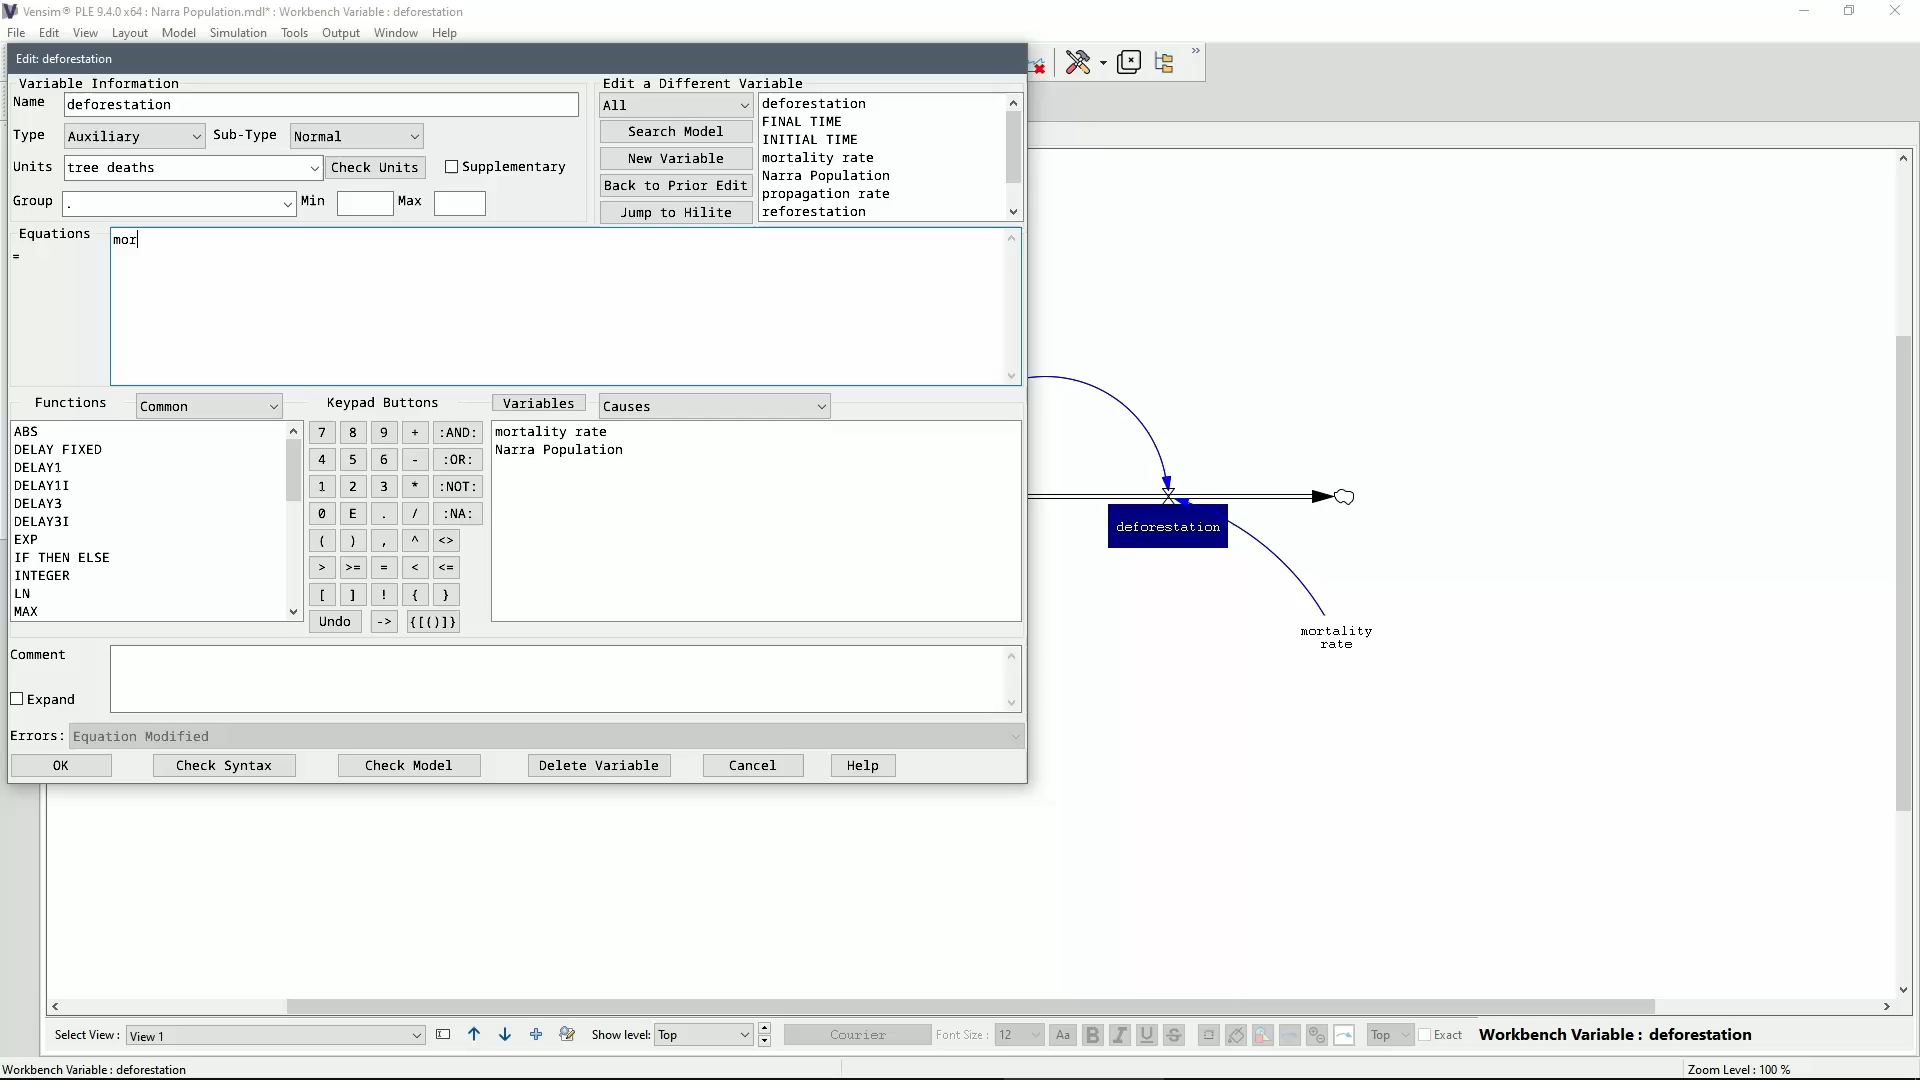 Vensim® PLE 9.4.0 x64 : Narra Population.mdl* : Workbench Variable : deforestation
File Edit View Layout Model Simulation Tools Output Window Help
Edit: deforestation
Variable Information
Name deforestation
Type Auxiliary Sub-Type Normal
Units tree deaths Check Units Supplementary
Group . Min Max
Edit a Different Variable
All
Search Model
New Variable
Back to Prior Edit
Jump to Hilite
deforestation
FINAL TIME
INITIAL TIME
mortality rate
Narra Population
propagation rate
reforestation
Equations
=
mor
Functions Common Keypad Buttons Variables Causes
ABS
DELAY FIXED
DELAY1
DELAY1I
DELAY3
DELAY3I
EXP
IF THEN ELSE
INTEGER
LN
MAX
7 8 9 + :AND:
4 5 6 - :OR:
1 2 3 * :NOT:
0 E . / :NA:
( ) , ^ <>
> >= = < <=
[ ] ! { }
Undo -> {[()]}
mortality rate
Narra Population
Comment
Expand
Errors: Equation Modified
OK Check Syntax Check Model Delete Variable Cancel Help
deforestation
mortality
rate
Select View : View 1 Show level: Top Courier Font Size : 12 Aa B I U S Top Exact Workbench Variable : deforestation
Workbench Variable : deforestation Zoom Level : 100 %